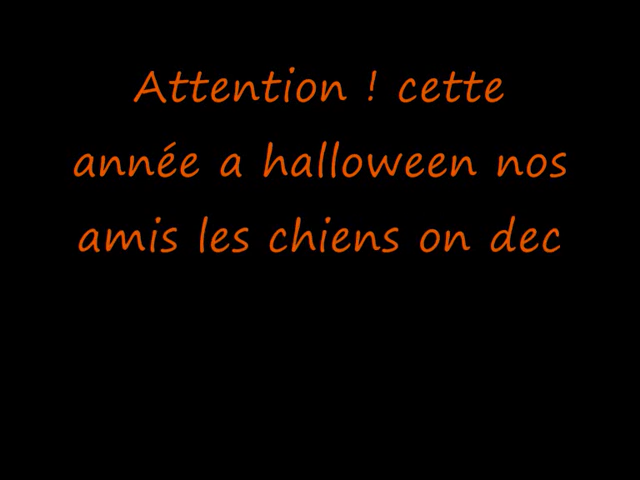 Attention ! cette
année a halloween nos
amis les chiens on dec